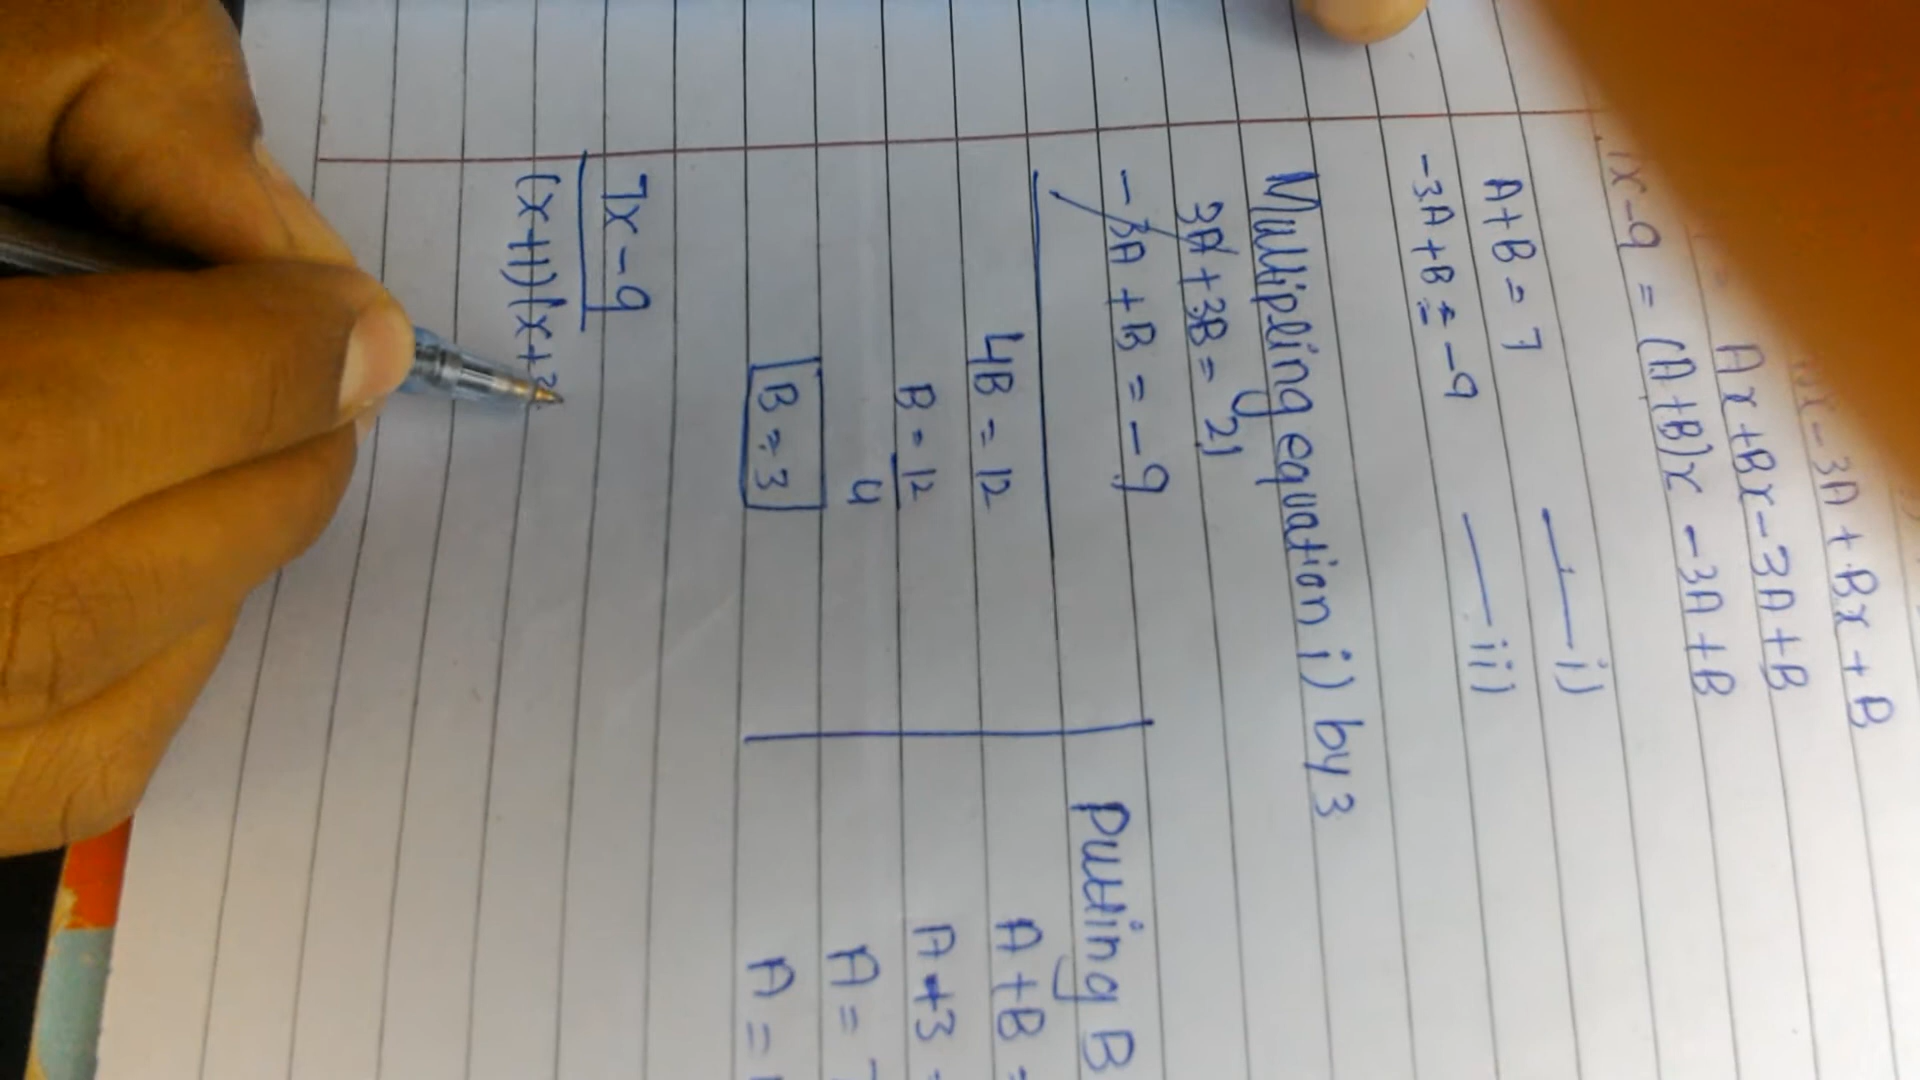 x - 3A + Bx + B
Ax + Bx - 3A + B
7x - 9 = (A + B)x - 3A + B
A + B = 7 — i)
-3A + B = -9 — ii)
Multipling equation i) by 3
3A + 3B = 21
-3A + B = -9
4B = 12
B = 12
4
B = 3
Putting B
A + B =
A + 3
A = 7
A =
7x - 9
(x + 1)(x +